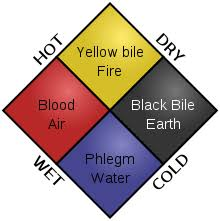 HOT
DRY
Yellow bile
Fire
Blood
Air
Black Bile
Earth
Phlegm
Water
WET
COLD